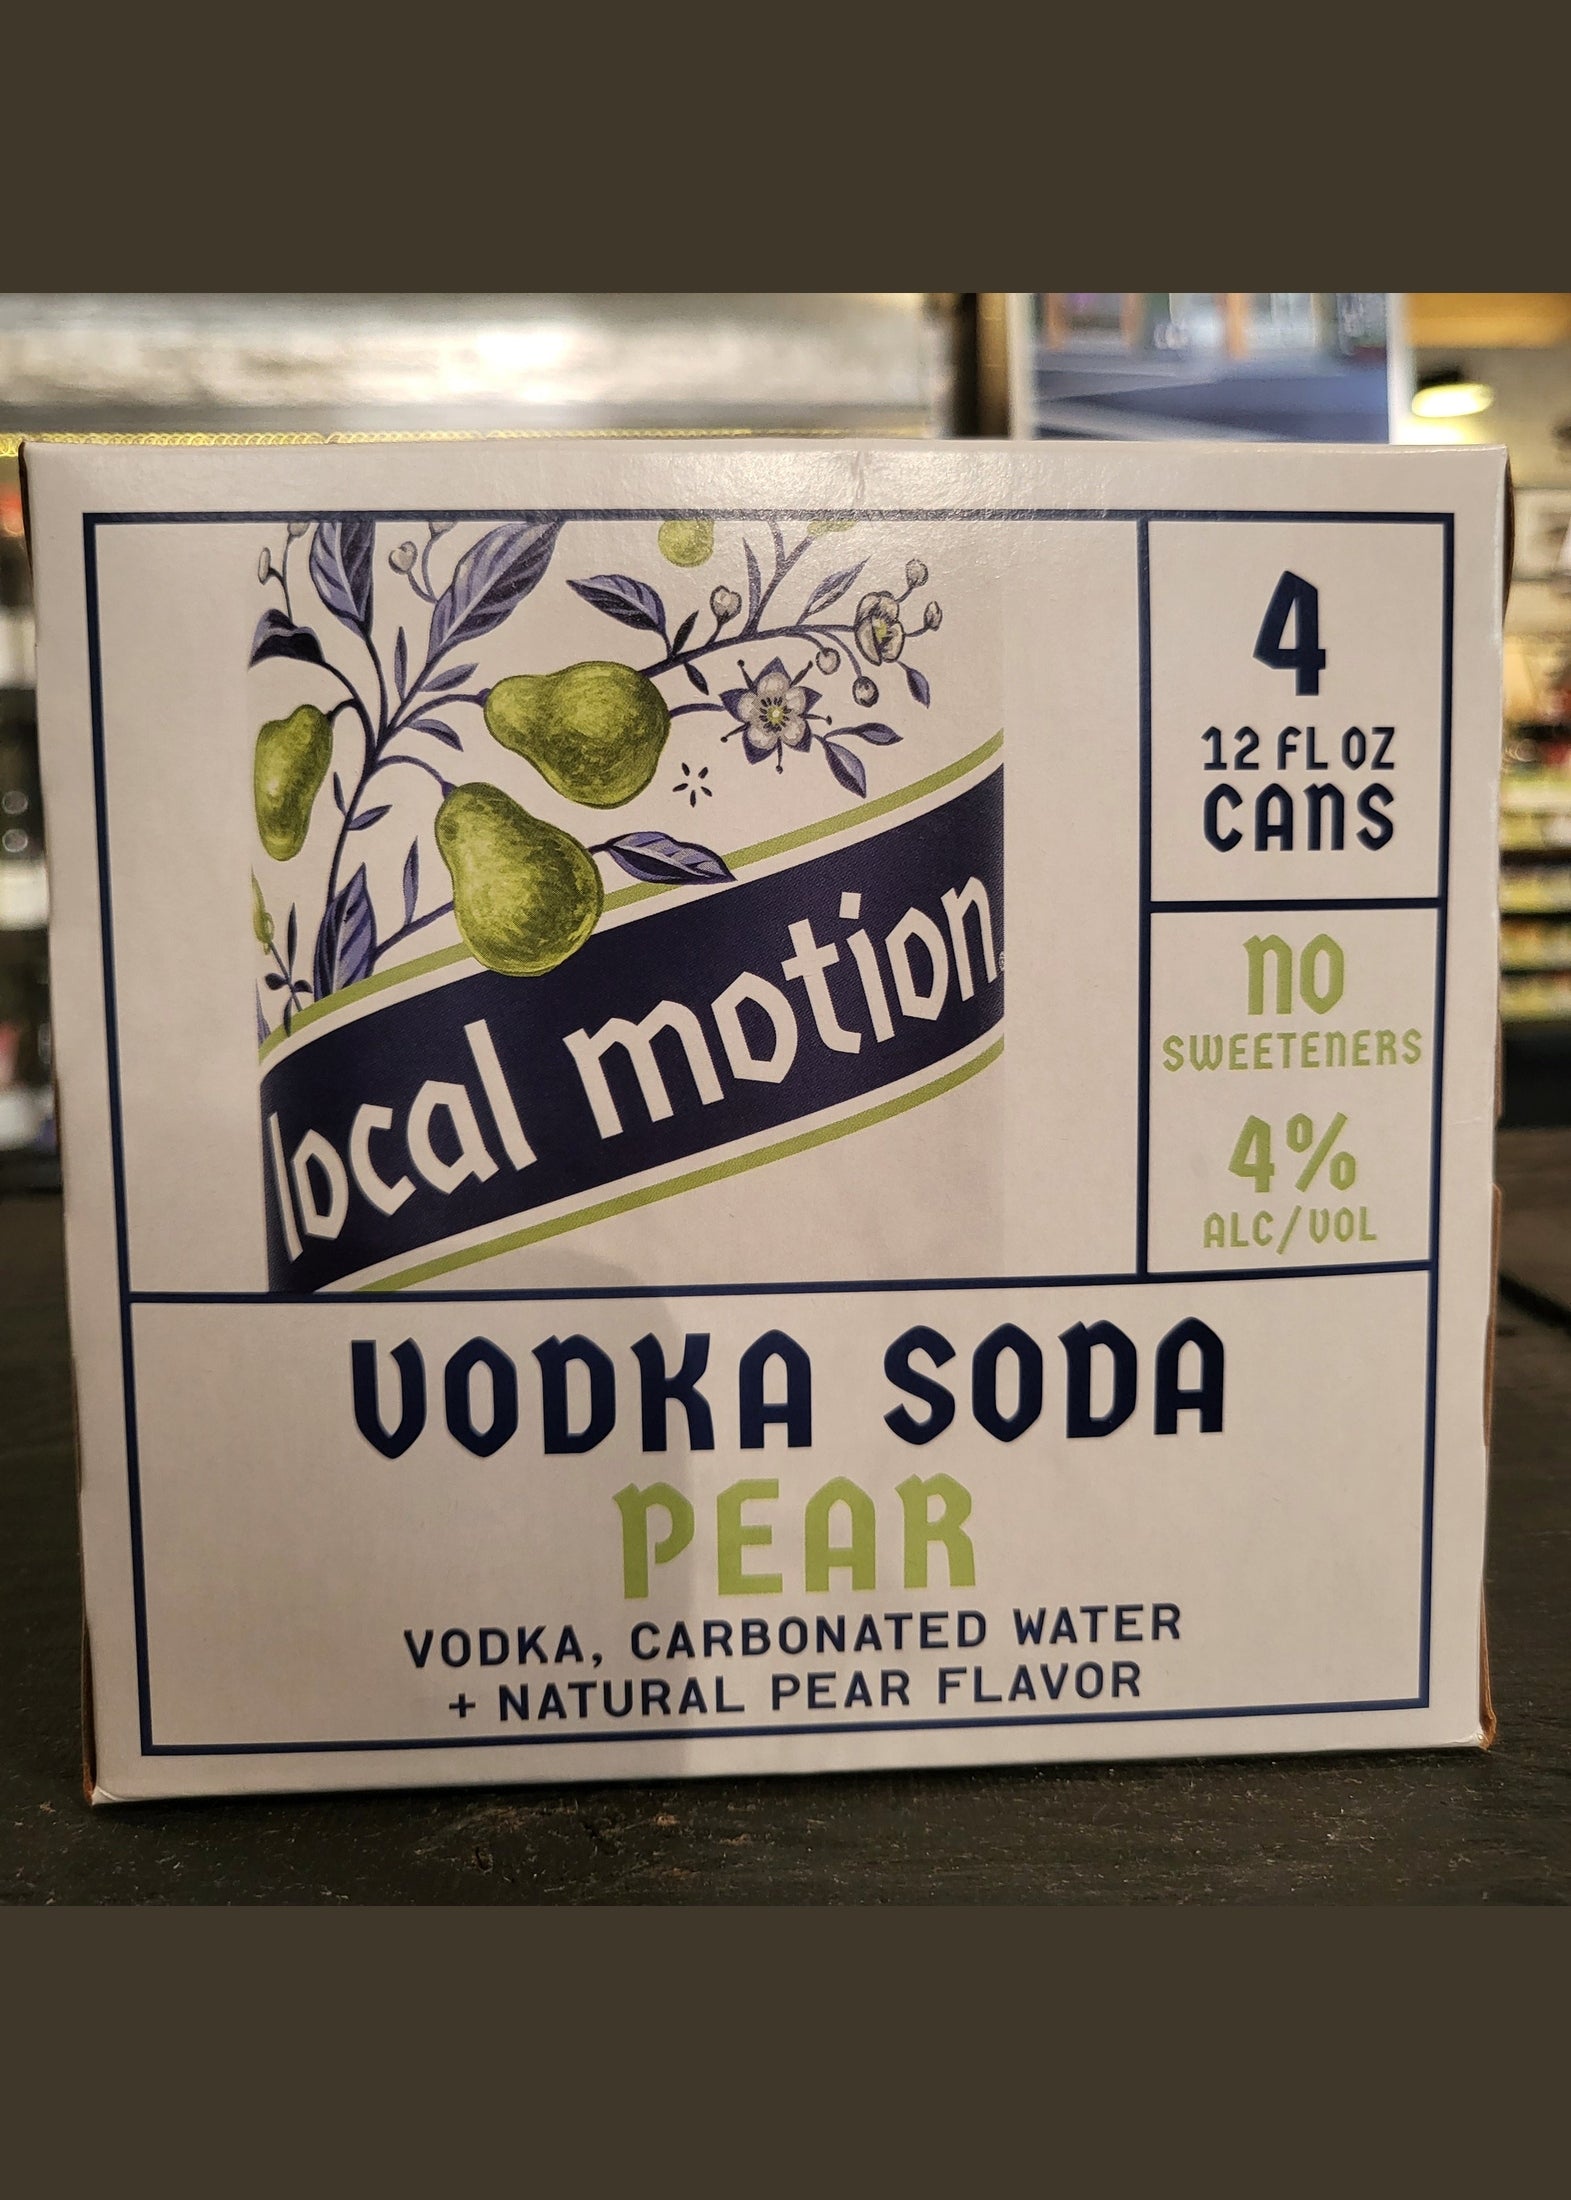 local motion
4
12 FL OZ
CANS
NO
SWEETENERS
4%
ALC/VOL
VODKA SODA
PEAR
VODKA, CARBONATED WATER
+ NATURAL PEAR FLAVOR